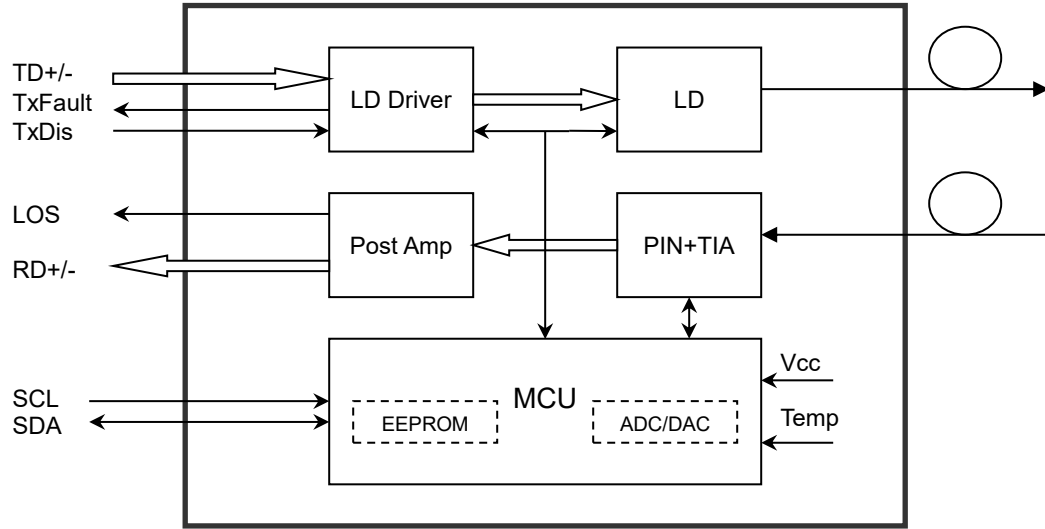 TD+/-
TxFault
TxDis
LD Driver
LD
LOS
RD+/-
Post Amp
PIN+TIA
SCL
SDA
MCU
EEPROM
ADC/DAC
Vcc
Temp